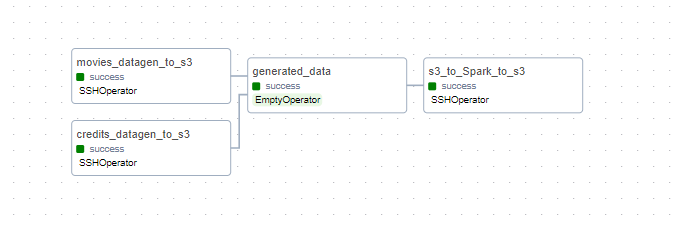 movies_datagen_to_s3
success
SSHOperator
credits_datagen_to_s3
success
SSHOperator
generated_data
success
EmptyOperator
s3_to_Spark_to_s3
success
SSHOperator